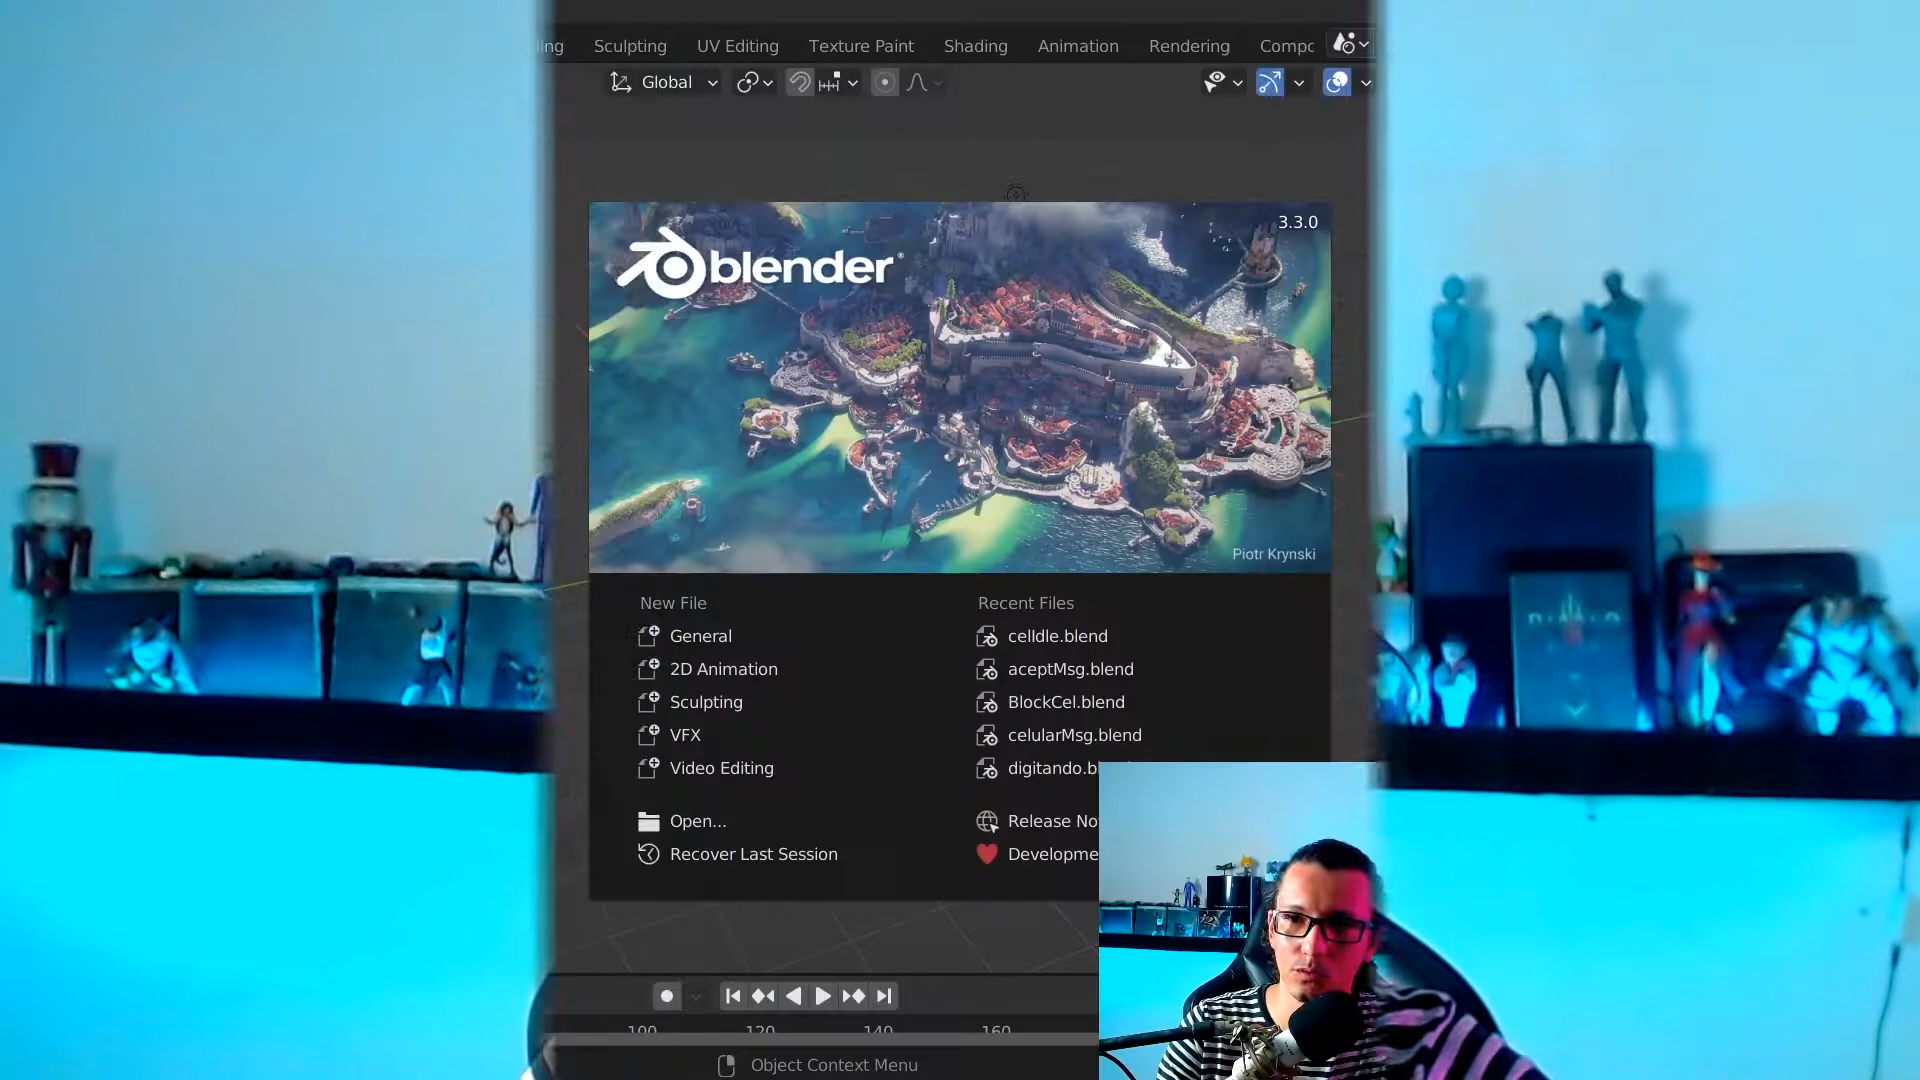 Sculpting UV Editing Texture Paint Shading Animation Rendering
Global
blender
3.3.0
Piotr Krynski
New File
Recent Files
General
celldle.blend
2D Animation
aceptMsg.blend
Sculpting
BlockCel.blend
VFX
celularMsg.blend
Video Editing
Open...
Release
Recover Last Session
100 120 140 160
Object Context Menu
DIABLO